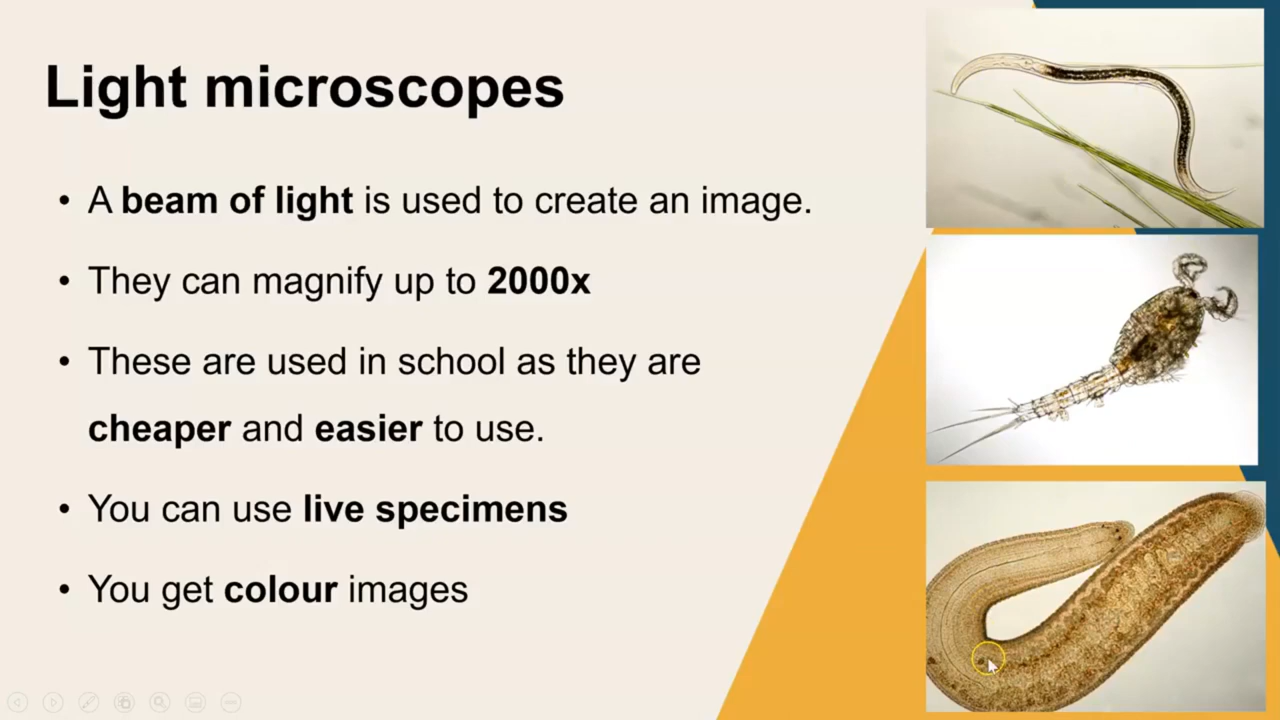 Light microscopes
• A beam of light is used to create an image.
• They can magnify up to 2000x
• These are used in school as they are
cheaper and easier to use.
• You can use live specimens
• You get colour images